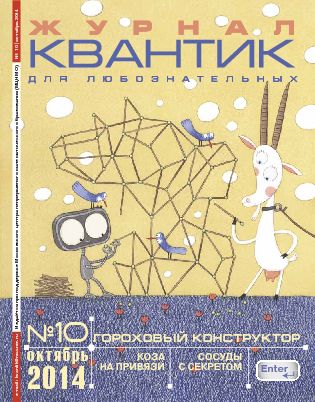 ЖУРНАЛ
КВАНТИК
ДЛЯ ЛЮБОЗНАТЕЛЬНЫХ
№10
октябрь
2014
ГОРОХОВЫЙ КОНСТРУКТОР
КОЗА
НА ПРИВЯЗИ
СОСУДЫ
С СЕКРЕТОМ
Enter